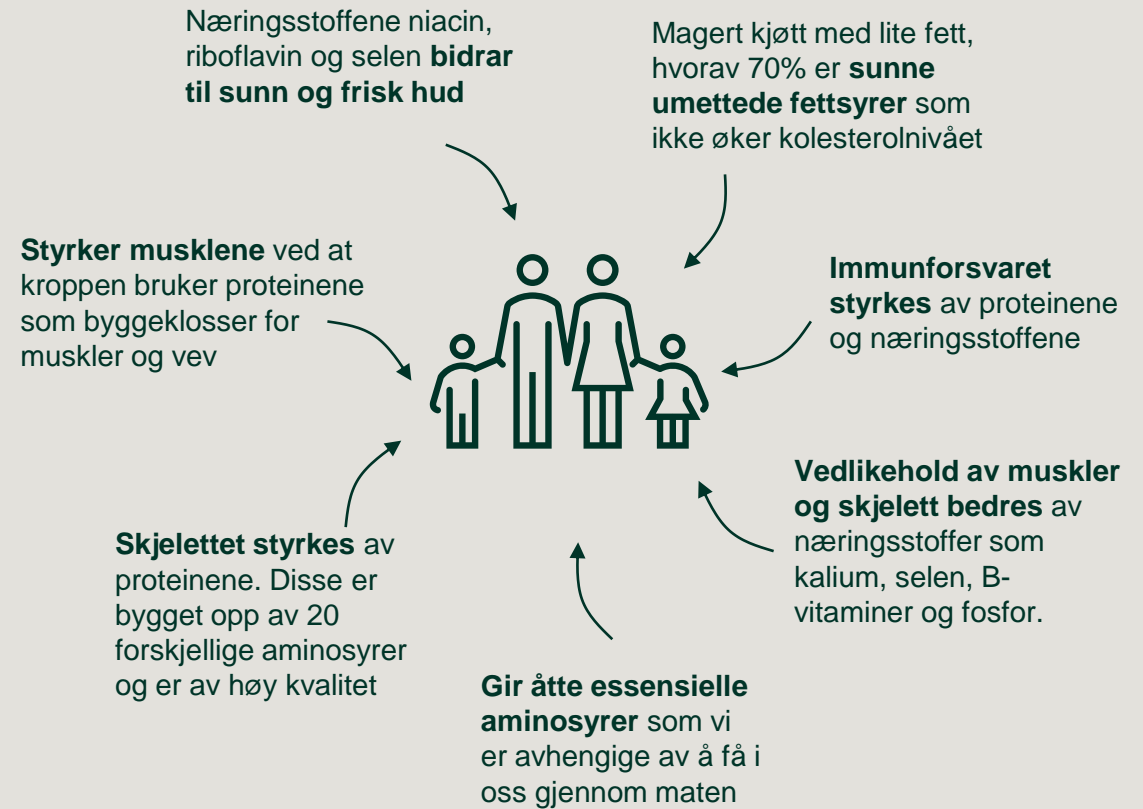 Næringsstoffene niacin,
riboflavin og selen bidrar
til sunn og frisk hud
Magert kjøtt med lite fett,
hvorav 70% er sunne
umettede fettsyrer som
ikke øker kolesterolnivået
Styrker musklene ved at
kroppen bruker proteinene
som byggeklosser for
muskler og vev
Immunforsvaret
styrkes av proteinene
og næringsstoffene
Skjelettet styrkes av
proteinene. Disse er
bygget opp av 20
forskjellige aminosyrer
og er av høy kvalitet
Vedlikehold av muskler
og skjelett bedres av
næringsstoffer som
kalium, selen, B-
vitaminer og fosfor.
Gir åtte essensielle
aminosyrer som vi
er avhengige av å få i
oss gjennom maten